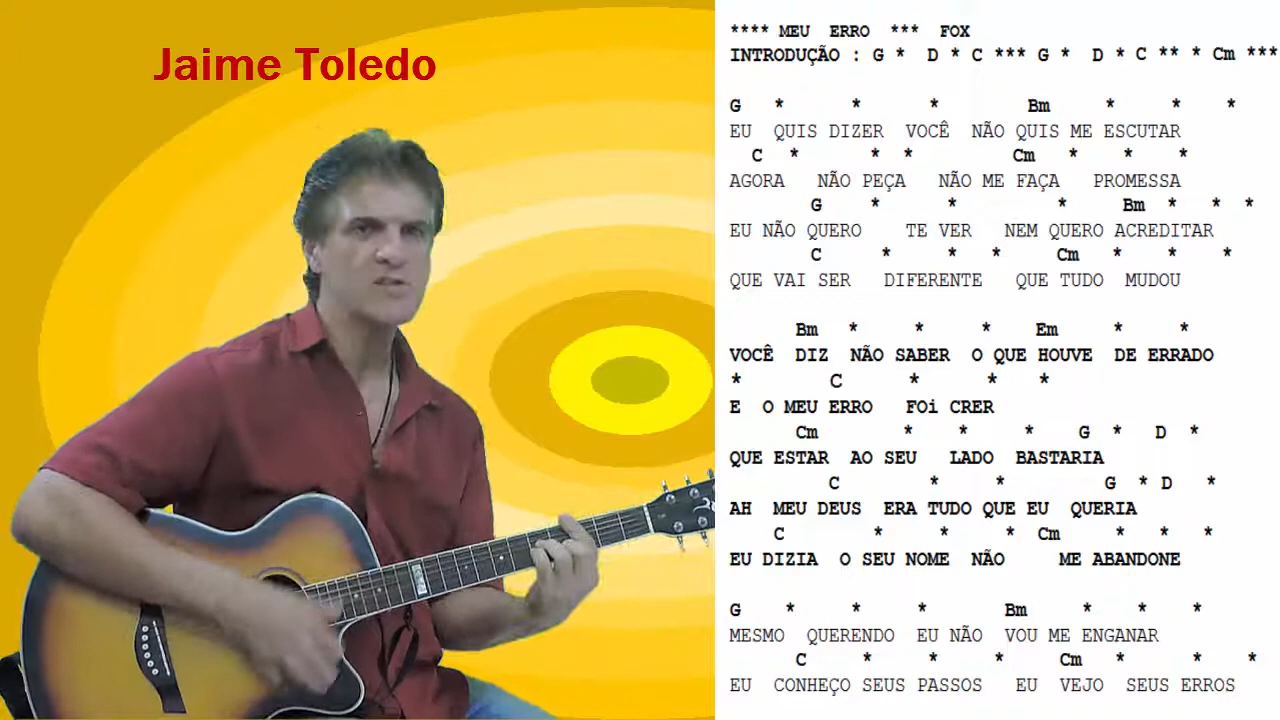 Jaime Toledo
**** MEU ERRO *** FOX
INTRODUÇÃO : G * D * C *** G * D * C ** * Cm ***
G * * * Bm * * *
EU QUIS DIZER VOCÊ NÃO QUIS ME ESCUTAR
C * * * Cm * * *
AGORA NÃO PEÇA NÃO ME FAÇA PROMESSA
G * * * Bm * * *
EU NÃO QUERO TE VER NEM QUERO ACREDITAR
C * * * Cm * * *
QUE VAI SER DIFERENTE QUE TUDO MUDOU
Bm * * * Em * *
VOCÊ DIZ NÃO SABER O QUE HOUVE DE ERRADO
* C * * *
E O MEU ERRO FOi CRER
Cm * * * G * D *
QUE ESTAR AO SEU LADO BASTARIA
C * * G * D *
AH MEU DEUS ERA TUDO QUE EU QUERIA
C * * * Cm * * *
EU DIZIA O SEU NOME NÃO ME ABANDONE
G * * * Bm * * *
MESMO QUERENDO EU NÃO VOU ME ENGANAR
C * * * Cm * * *
EU CONHEÇO SEUS PASSOS EU VEJO SEUS ERROS